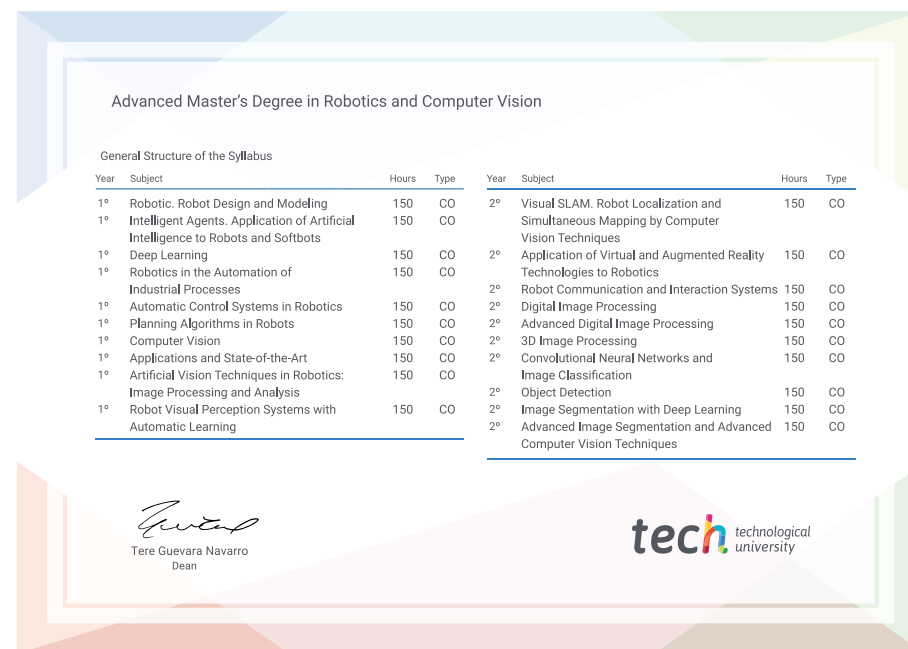 Advanced Master’s Degree in Robotics and Computer Vision
General Structure of the Syllabus
Year Subject Hours Type
1º Robotic. Robot Design and Modeling 150 CO
1º Intelligent Agents. Application of Artificial 150 CO
Intelligence to Robots and Softbots
1º Deep Learning 150 CO
1º Robotics in the Automation of 150 CO
Industrial Processes
1º Automatic Control Systems in Robotics 150 CO
1º Planning Algorithms in Robots 150 CO
1º Computer Vision 150 CO
1º Applications and State-of-the-Art 150 CO
1º Artificial Vision Techniques in Robotics: 150 CO
Image Processing and Analysis
1º Robot Visual Perception Systems with 150 CO
Automatic Learning
Year Subject Hours Type
2º Visual SLAM. Robot Localization and 150 CO
Simultaneous Mapping by Computer
Vision Techniques
2º Application of Virtual and Augmented Reality 150 CO
Technologies to Robotics
2º Robot Communication and Interaction Systems 150 CO
2º Digital Image Processing 150 CO
2º Advanced Digital Image Processing 150 CO
2º 3D Image Processing 150 CO
2º Convolutional Neural Networks and 150 CO
Image Classification
2º Object Detection 150 CO
2º Image Segmentation with Deep Learning 150 CO
2º Advanced Image Segmentation and Advanced 150 CO
Computer Vision Techniques
Tere Guevara Navarro
Dean
tech technological
university